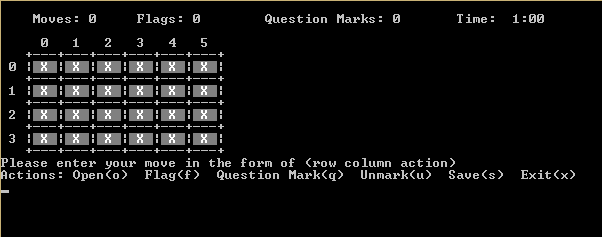 Moves: 0 Flags: 0 Question Marks: 0 Time: 1:00
0 1 2 3 4 5
+---+---+---+---+---+---+
0 ¦ X ¦ X ¦ X ¦ X ¦ X ¦ X ¦
+---+---+---+---+---+---+
1 ¦ X ¦ X ¦ X ¦ X ¦ X ¦ X ¦
+---+---+---+---+---+---+
2 ¦ X ¦ X ¦ X ¦ X ¦ X ¦ X ¦
+---+---+---+---+---+---+
3 ¦ X ¦ X ¦ X ¦ X ¦ X ¦ X ¦
+---+---+---+---+---+---+
Please enter your move in the form of (row column action)
Actions: Open(o) Flag(f) Question Mark(q) Unmark(u) Save(s) Exit(x)